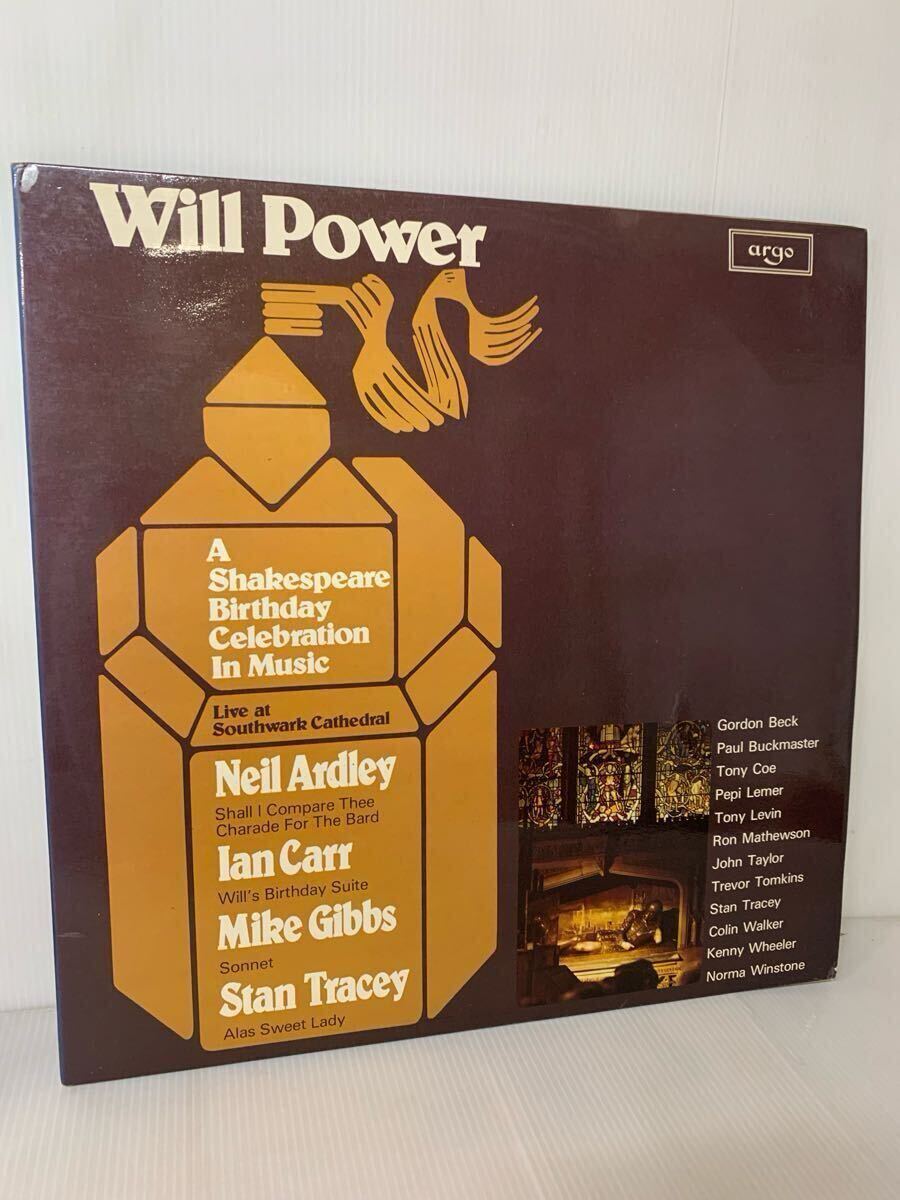 Will Power
argo
A
Shakespeare
Birthday
Celebration
In Music
Live at
Southwark Cathedral
Neil Ardley
Shall I Compare Thee
Charade For The Bard
Ian Carr
Will's Birthday Suite
Mike Gibbs
Sonnet
Stan Tracey
Alas Sweet Lady
Gordon Beck
Paul Buckmaster
Tony Coe
Pepi Lemer
Tony Levin
Ron Mathewson
John Taylor
Trevor Tomkins
Stan Tracey
Colin Walker
Kenny Wheeler
Norma Winstone